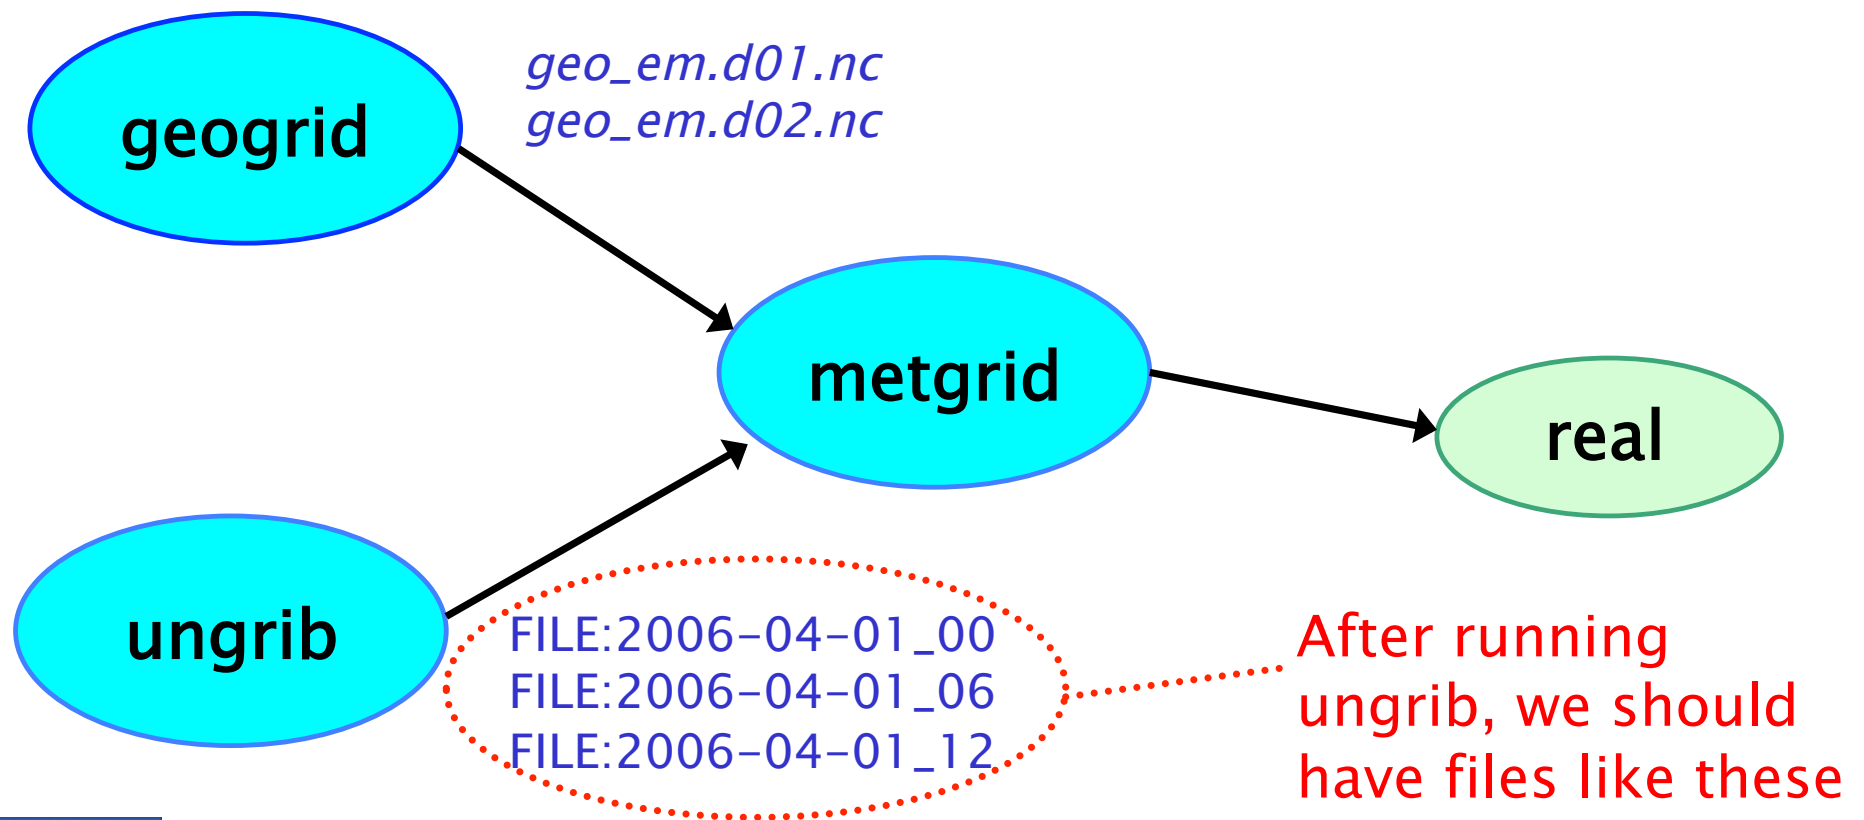 geogrid
geo_em.d01.nc
geo_em.d02.nc
metgrid
real
ungrib
FILE:2006-04-01_00
FILE:2006-04-01_06
FILE:2006-04-01_12
After running
ungrib, we should
have files like these